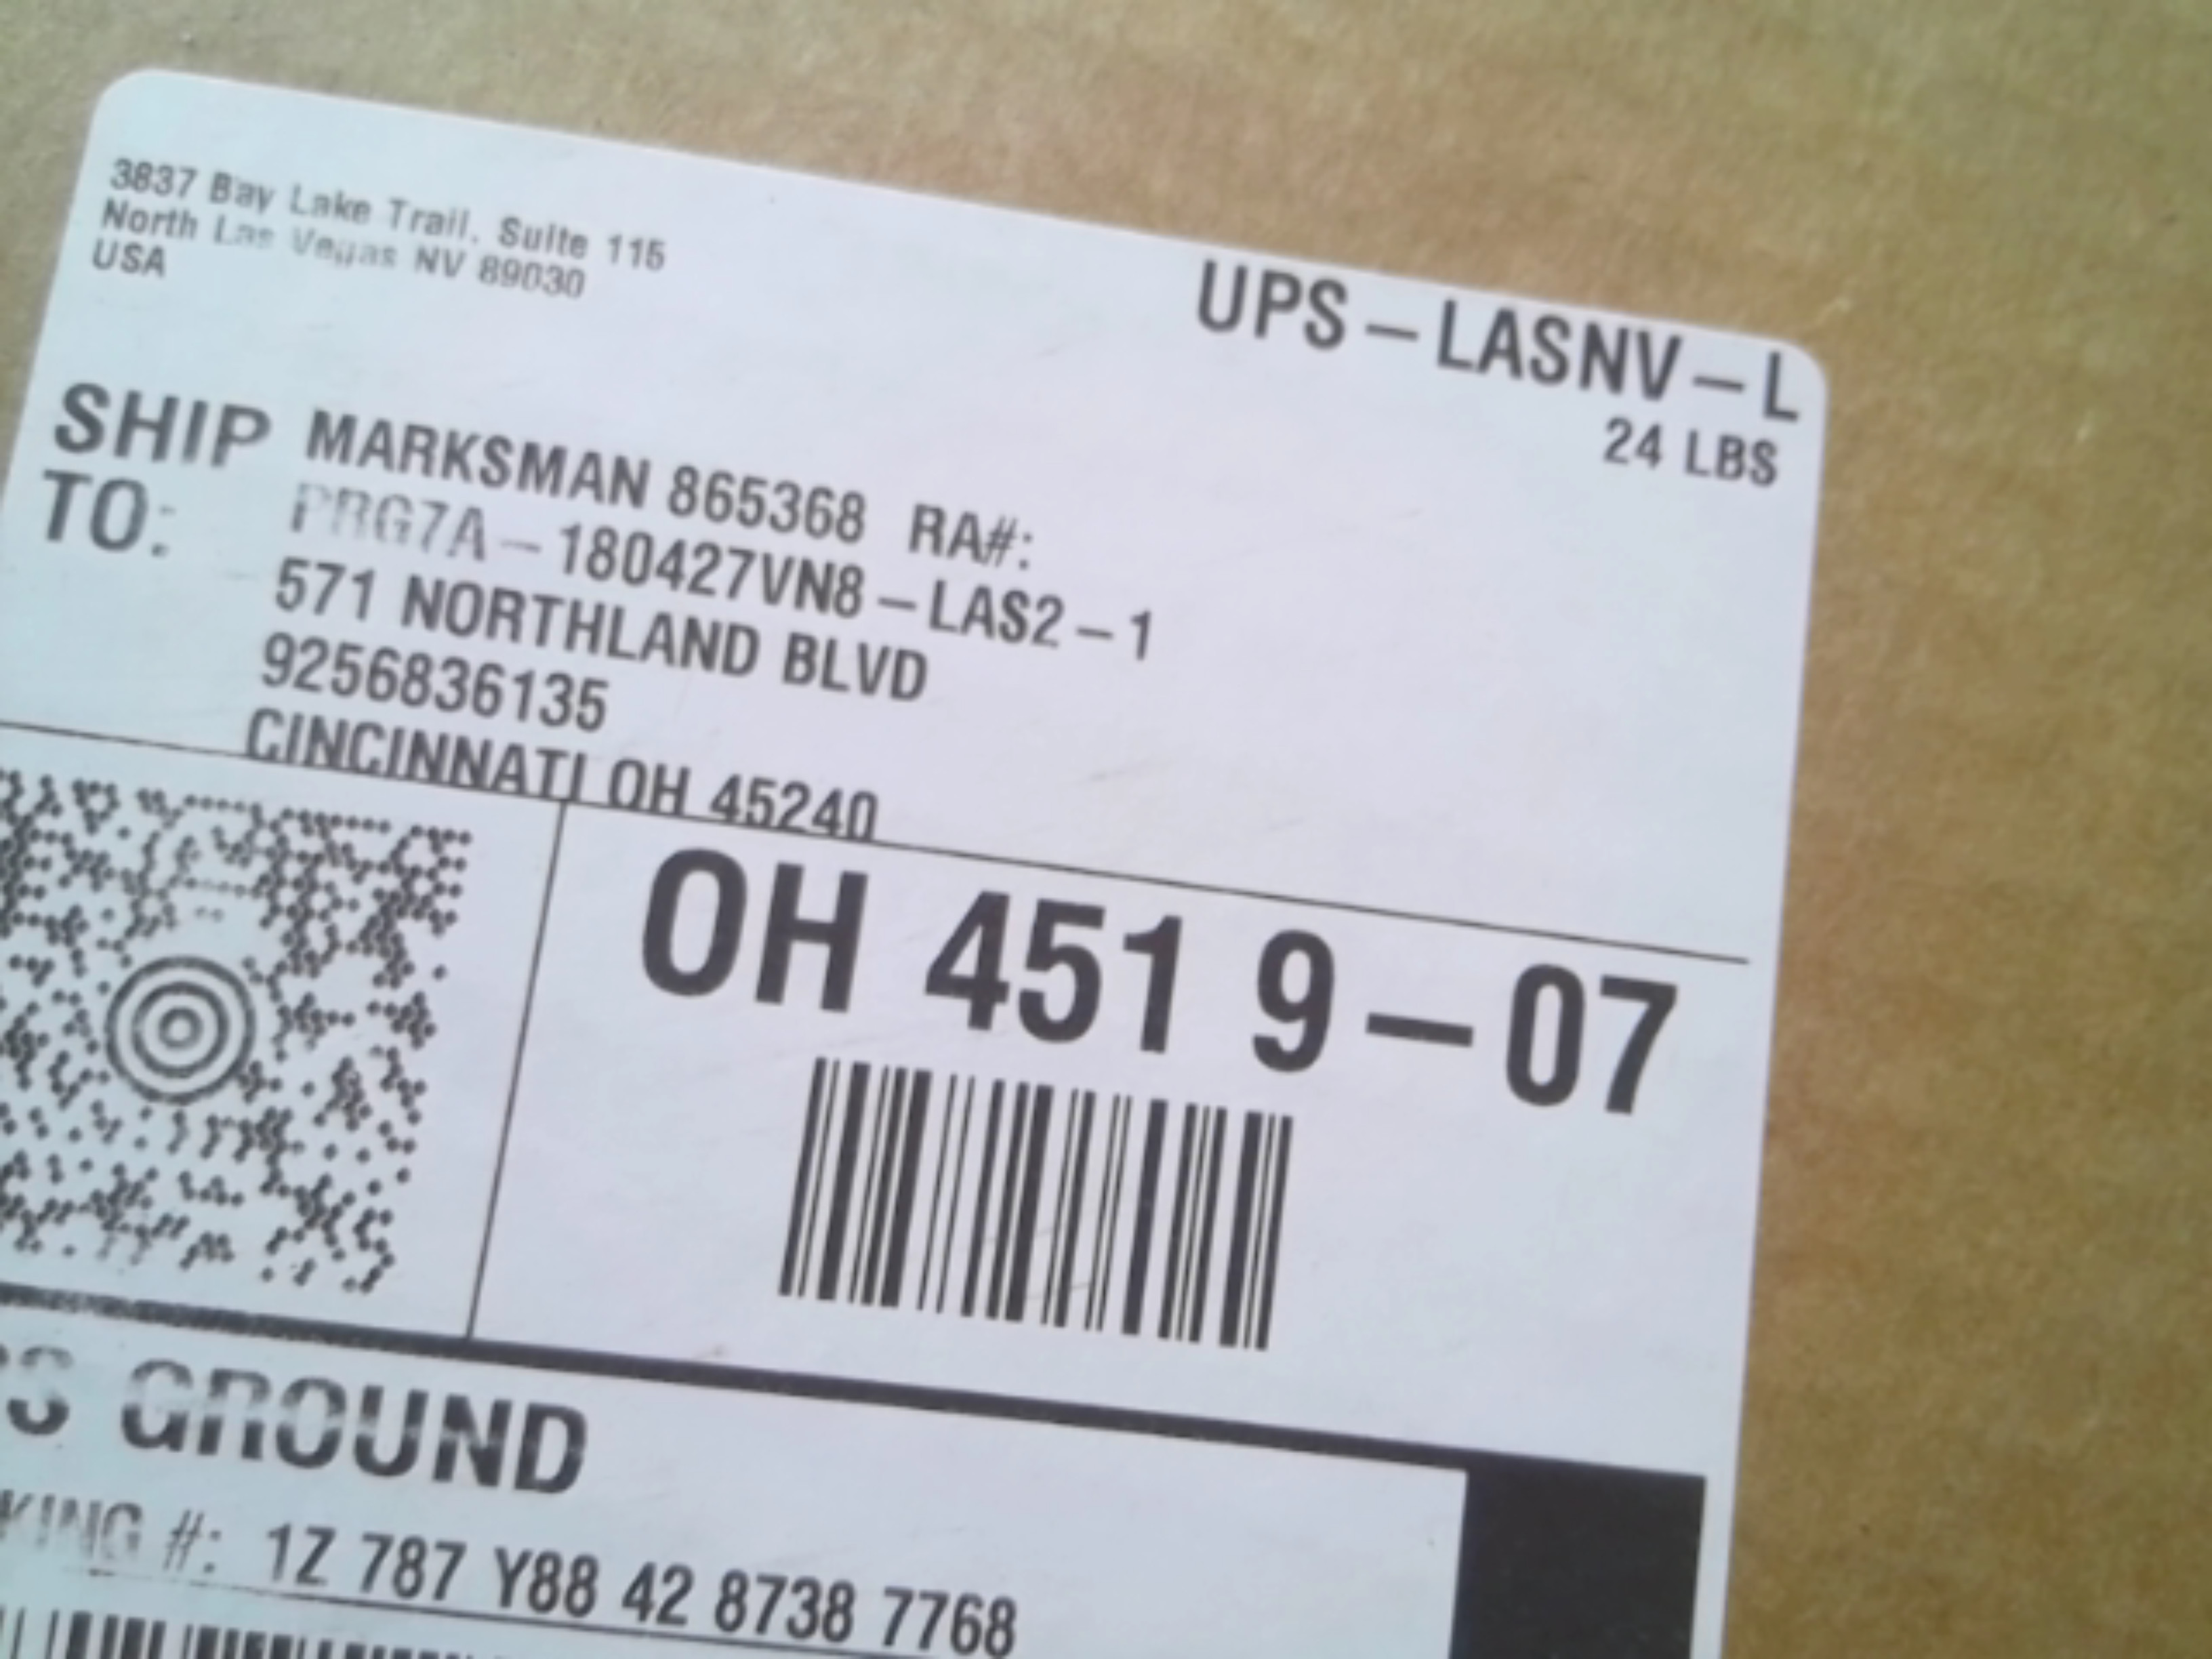 3837 Bay Lake Trail, Suite 115
North Las Vegas NV 89030
USA
UPS - LASNV - L
24 LBS
SHIP TO:
MARKSMAN 865368 RA#:
PRG7A - 180427VN8 - LAS2 - 1
571 NORTHLAND BLVD
9256836135
CINCINNATI OH 45240
OH 451 9 - 07
S GROUND
KING #: 1Z 787 Y88 42 8738 7768